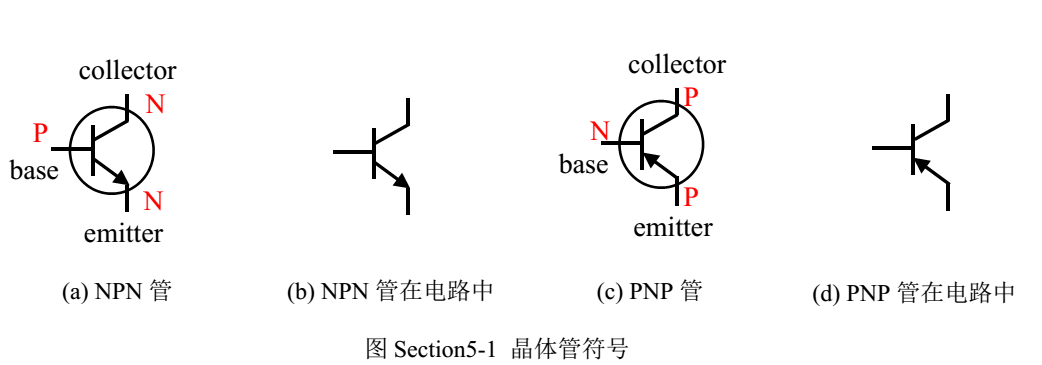 collector
N
P
base
N
emitter
(a) NPN 管
(b) NPN 管在电路中
collector
P
N
base
P
emitter
(c) PNP 管
(d) PNP 管在电路中
图 Section5-1 晶体管符号